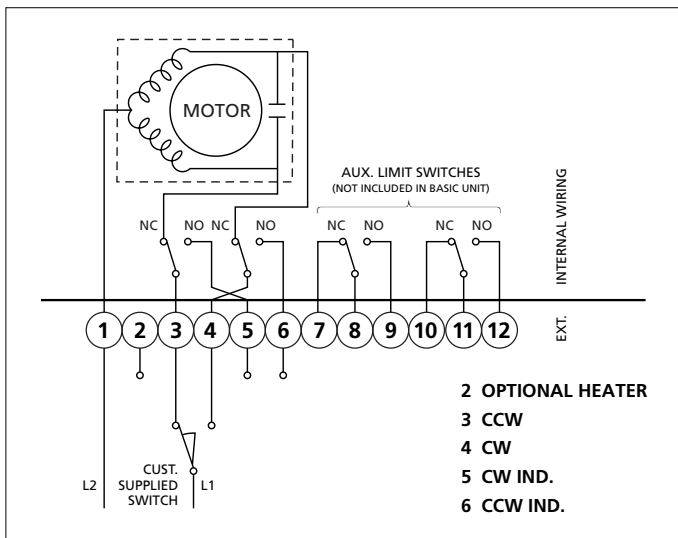 MOTOR
AUX. LIMIT SWITCHES
(NOT INCLUDED IN BASIC UNIT)
NC NO NC NO NC NO NC NO
INTERNAL WIRING
EXT.
1 2 3 4 5 6 7 8 9 10 11 12
2 OPTIONAL HEATER
3 CCW
4 CW
5 CW IND.
6 CCW IND.
CUST.
SUPPLIED
SWITCH
L2
L1